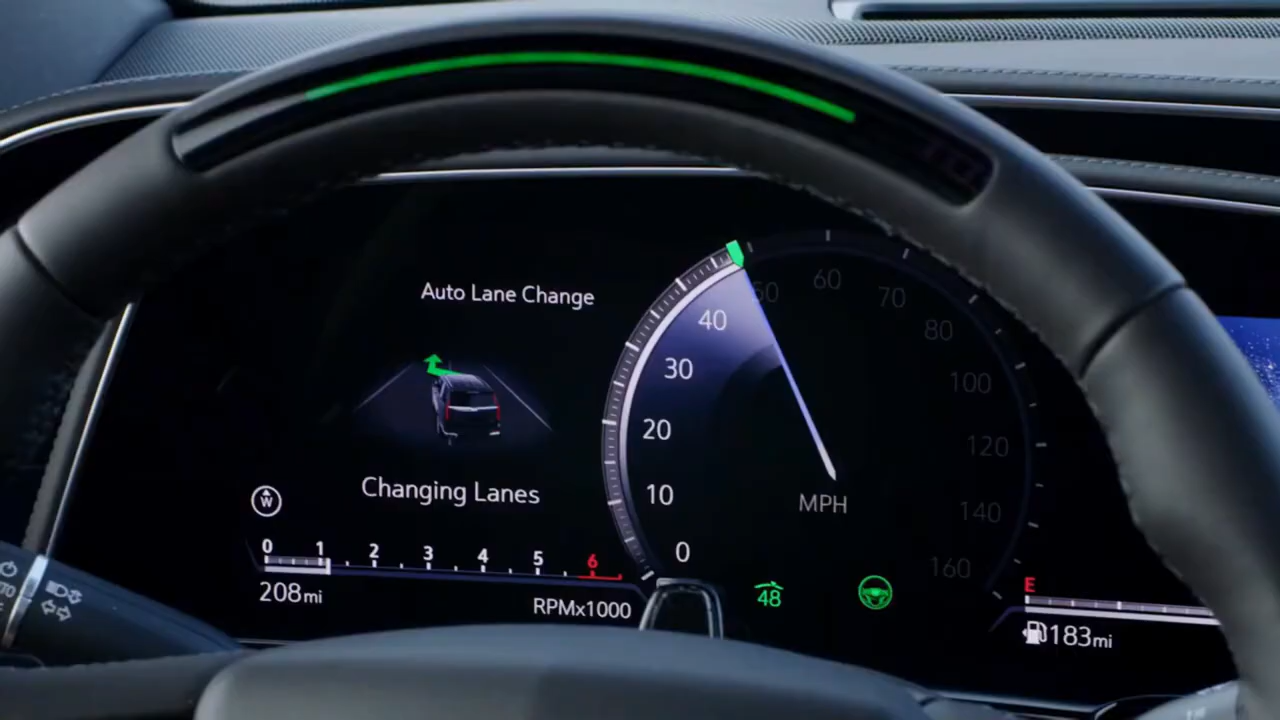 Auto Lane Change
Changing Lanes
W
0 1 2 3 4 5 6
208mi
RPMx1000
0
10
20
30
40
50
60
70
80
100
120
140
160
MPH
48
E
183mi